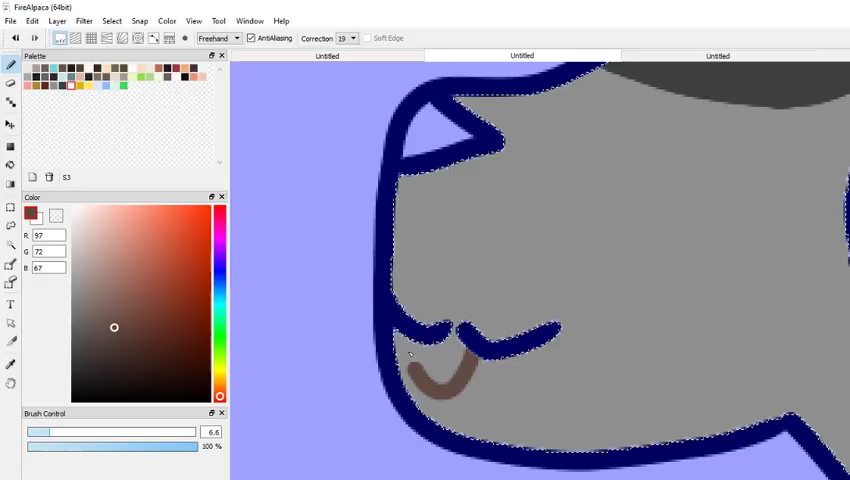 FireAlpaca (64bit)
File Edit Layer Filter Select Snap Color View Tool Window Help
off Freehand AntiAliasing Correction 19 Soft Edge
Palette Untitled Untitled Untitled
S3
Color
R 97
G 72
B 67
T
Brush Control
6.6
100 %